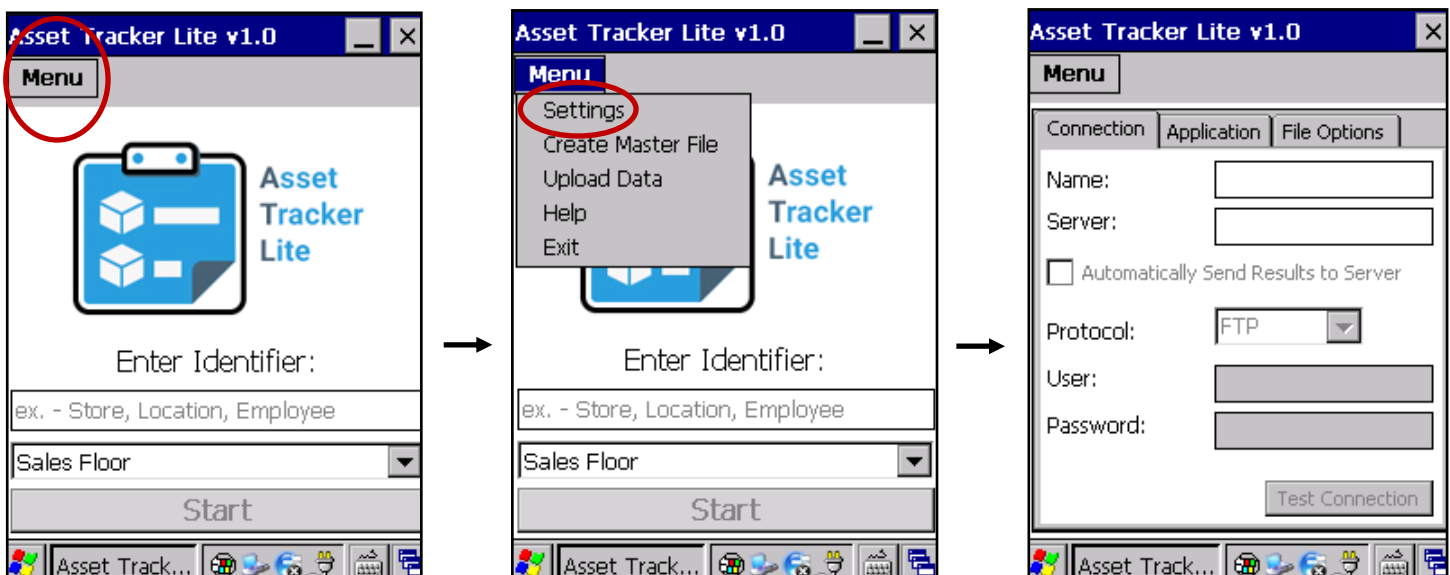 Asset Tracker Lite v1.0
Menu
Asset
Tracker
Lite
Enter Identifier:
ex. - Store, Location, Employee
Sales Floor
Start
Asset Track...
Asset Tracker Lite v1.0
Menu
Settings
Create Master File
Upload Data
Help
Exit
Asset
Tracker
Lite
Enter Identifier:
ex. - Store, Location, Employee
Sales Floor
Start
Asset Track...
Asset Tracker Lite v1.0
Menu
Connection Application File Options
Name:
Server:
Automatically Send Results to Server
Protocol: FTP
User:
Password:
Test Connection
Asset Track...